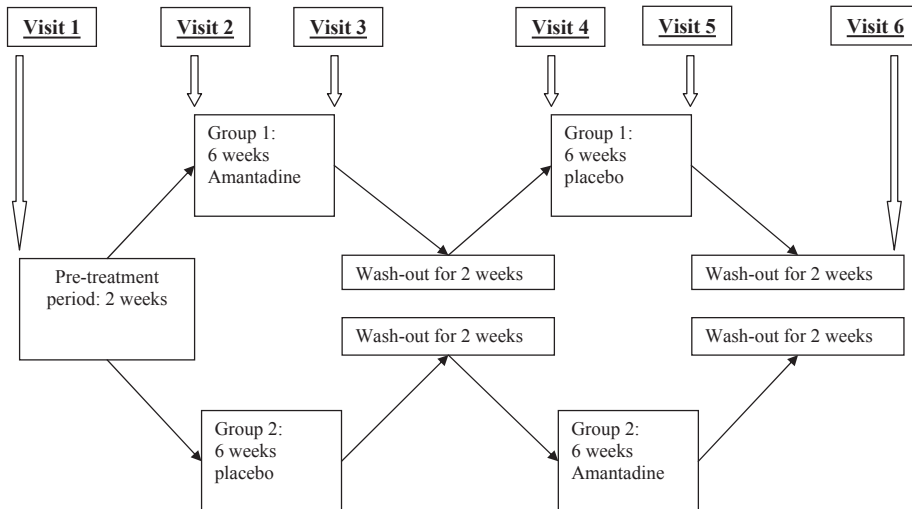 Visit 1
Visit 2
Visit 3
Visit 4
Visit 5
Visit 6
Group 1:
6 weeks
Amantadine
Group 1:
6 weeks
placebo
Pre-treatment
period: 2 weeks
Wash-out for 2 weeks
Wash-out for 2 weeks
Wash-out for 2 weeks
Wash-out for 2 weeks
Group 2:
6 weeks
placebo
Group 2:
6 weeks
Amantadine